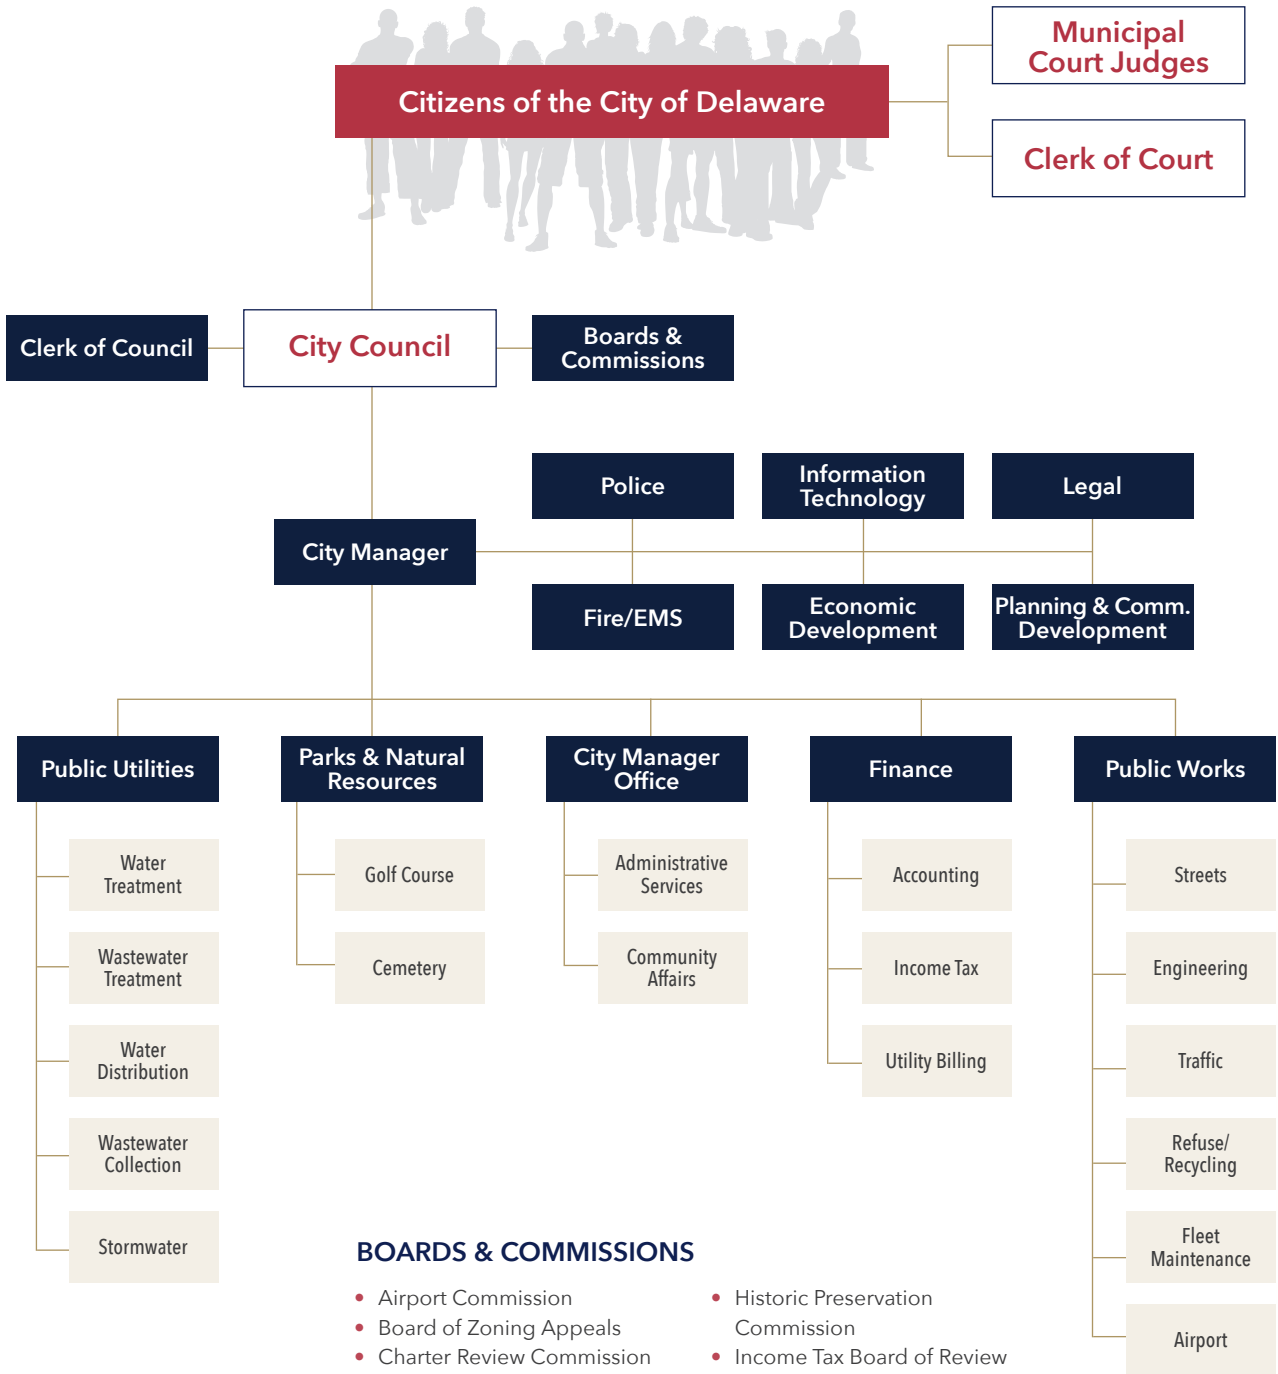 Municipal
Court Judges
Citizens of the City of Delaware
Clerk of Court
Clerk of Council
City Council
Boards &
Commissions
Police
Information
Technology
Legal
City Manager
Fire/EMS
Economic
Development
Planning & Comm.
Development
Public Utilities
Parks & Natural
Resources
City Manager
Office
Finance
Public Works
Water
Treatment
Wastewater
Treatment
Water
Distribution
Wastewater
Collection
Stormwater
Golf Course
Cemetery
Administrative
Services
Community
Affairs
Accounting
Income Tax
Utility Billing
Streets
Engineering
Traffic
Refuse/
Recycling
Fleet
Maintenance
Airport
BOARDS & COMMISSIONS
• Airport Commission
• Board of Zoning Appeals
• Charter Review Commission
• Historic Preservation
Commission
• Income Tax Board of Review